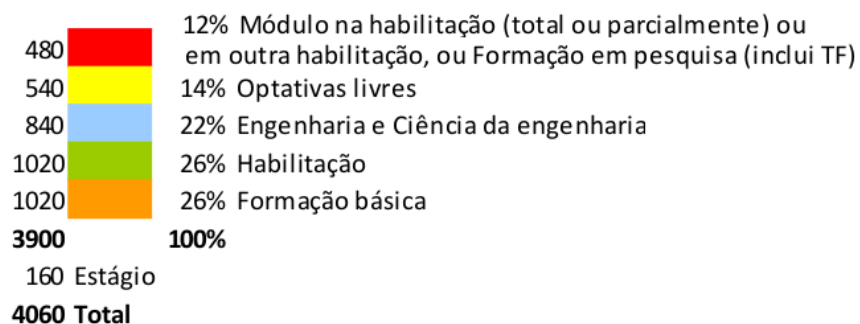 12% Módulo na habilitação (total ou parcialmente) ou
480 em outra habilitação, ou Formação em pesquisa (inclui TF)
540 14% Optativas livres
840 22% Engenharia e Ciência da engenharia
1020 26% Habilitação
1020 26% Formação básica
3900 100%
160 Estágio
4060 Total